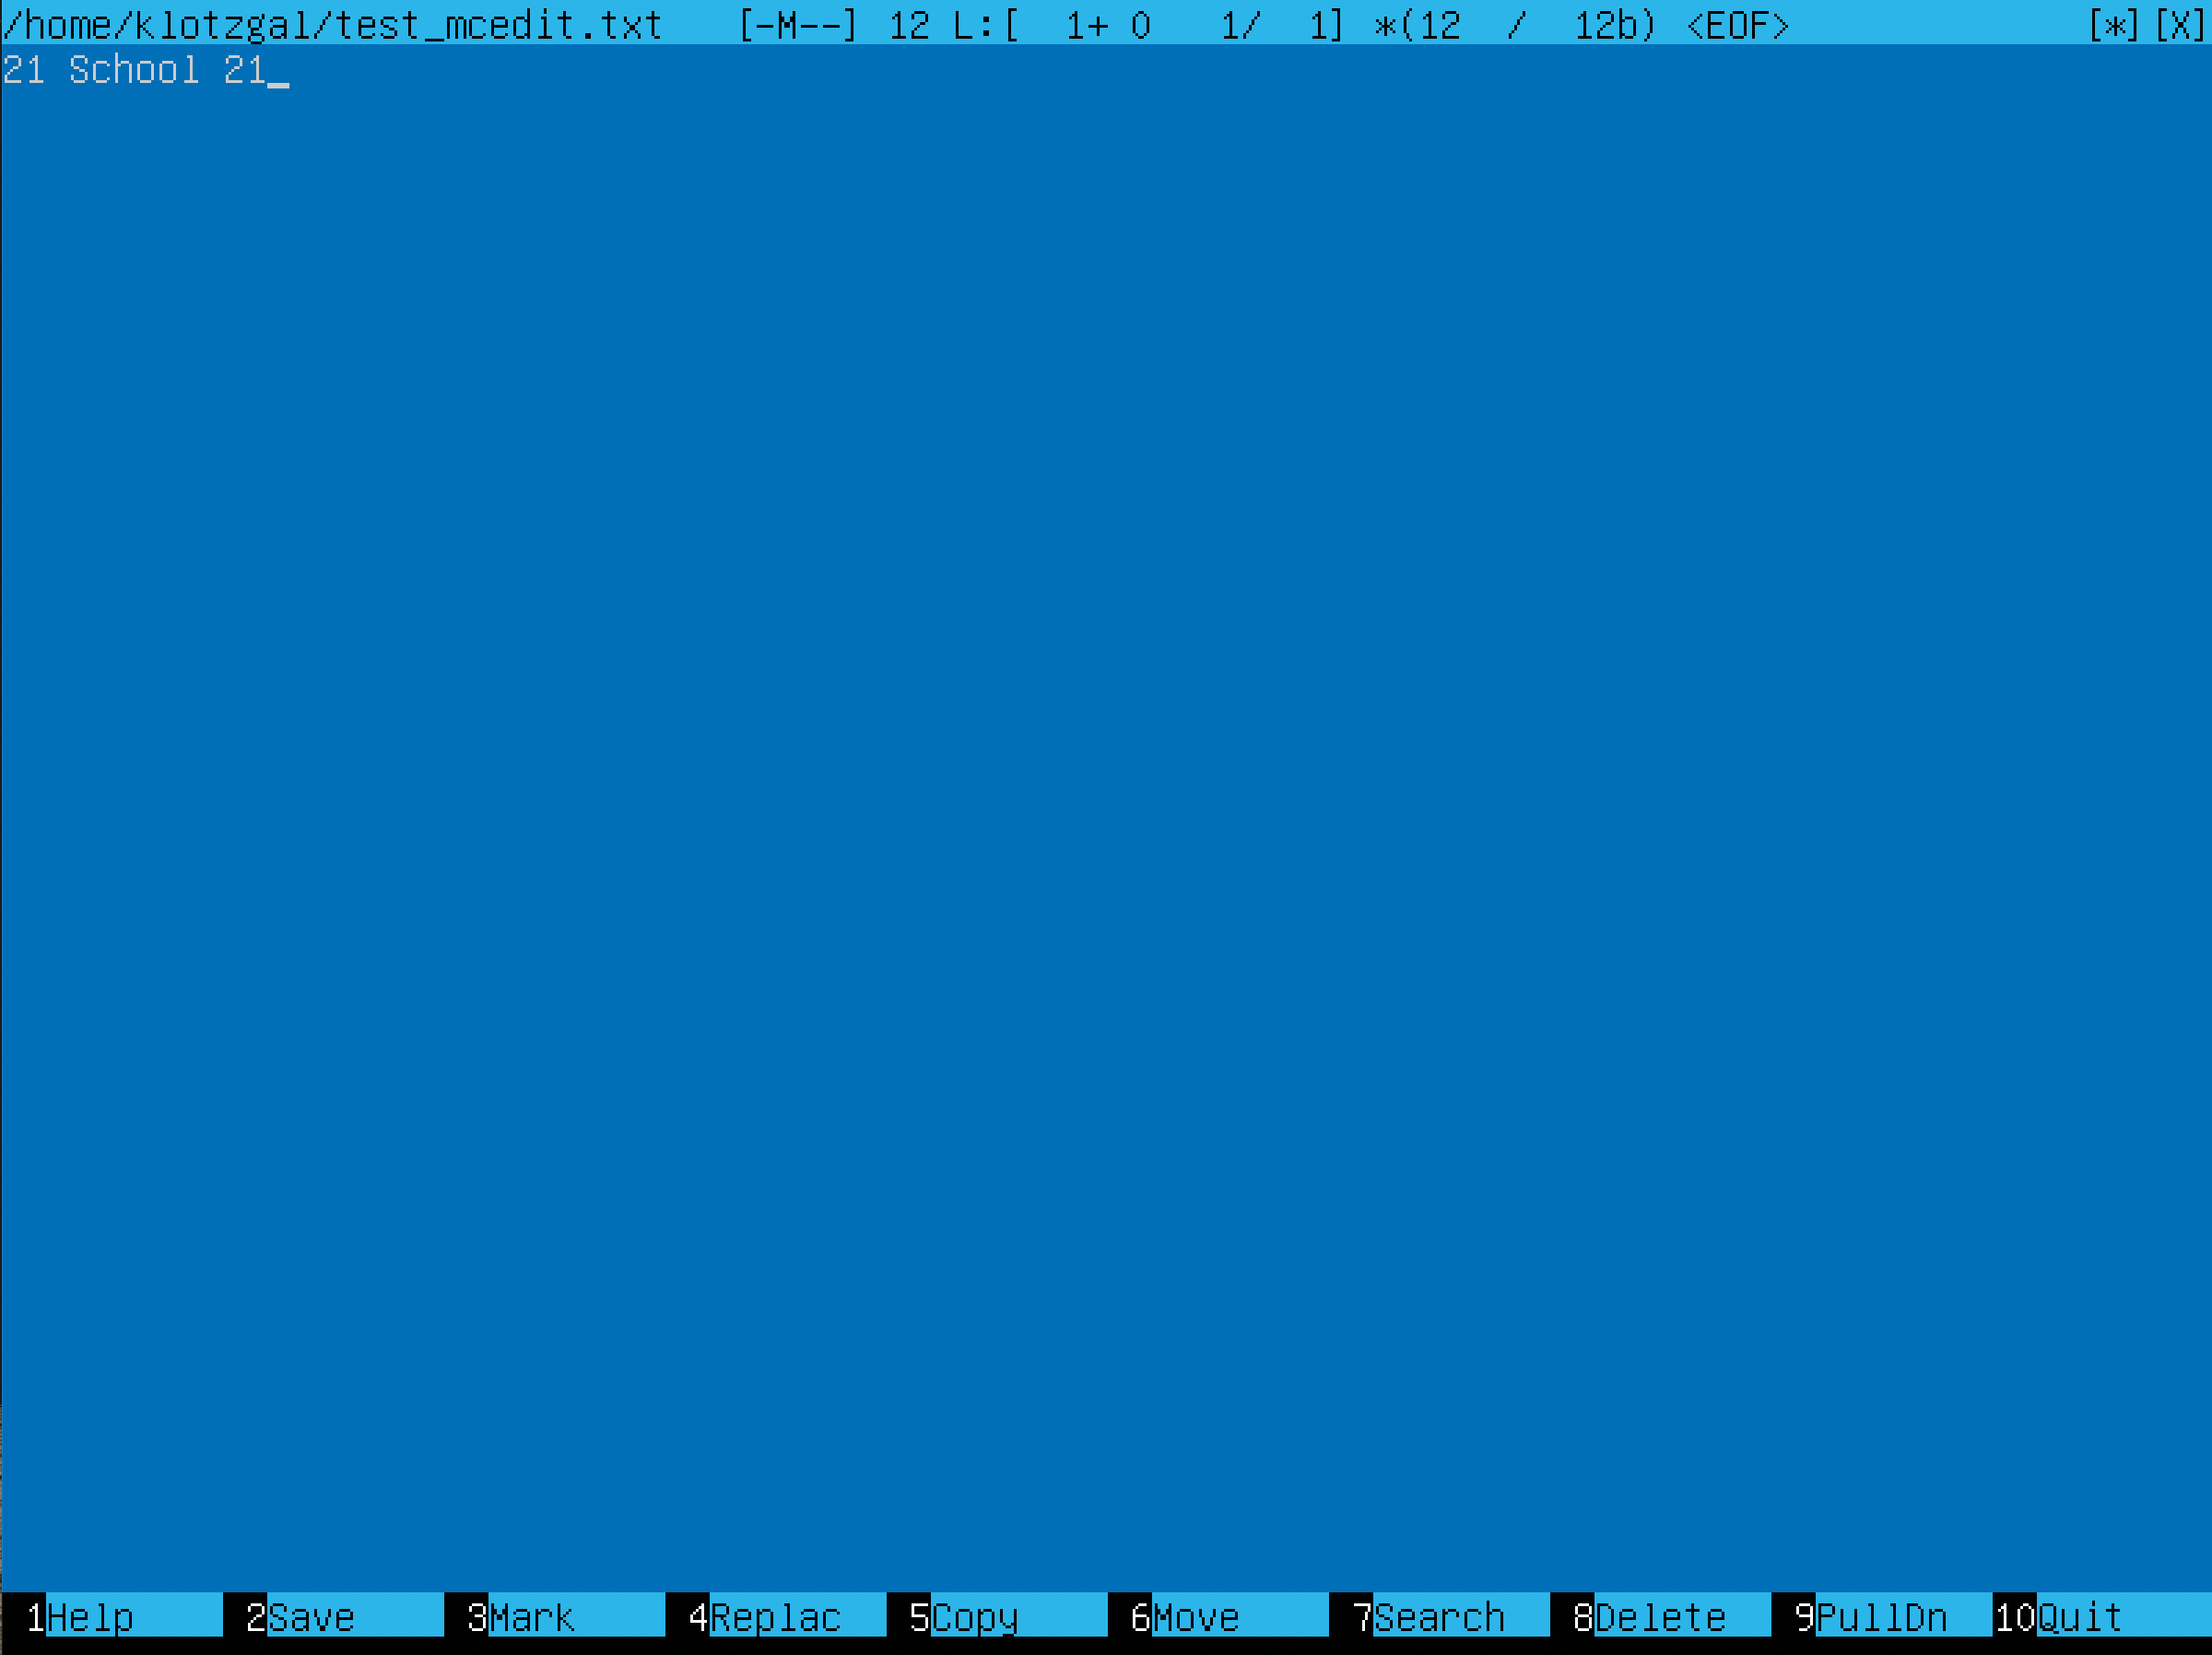 /home/klotzgal/test_mcedit.txt   [-M--] 12 L:[  1+ 0   1/  1] *(12  /  12b) <EOF>   [*][X]
21 School 21_
1Help 2Save 3Mark 4Replac 5Copy 6Move 7Search 8Delete 9PullDn 10Quit